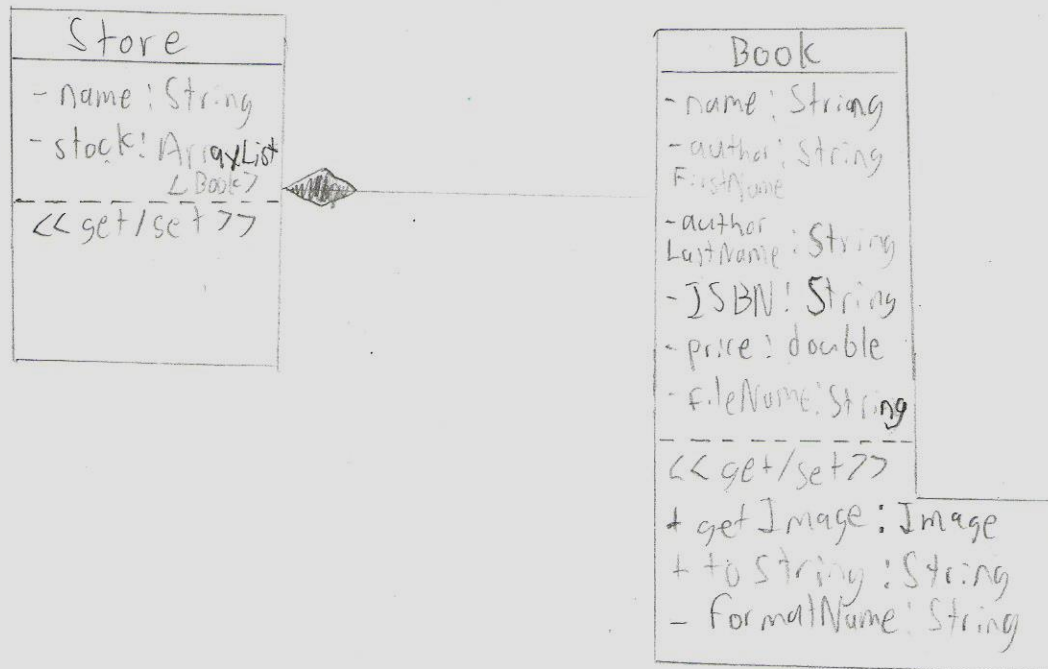 Store
- name : String
- stock: ArrayList
<Book>
<<get/set>>
Book
- name: String
- author: String
FirstName
- author
LastName : String
- ISBN: String
- price: double
- fileName: String
<<get/set>>
+ getImage: Image
+ toString: String
- formatName: String